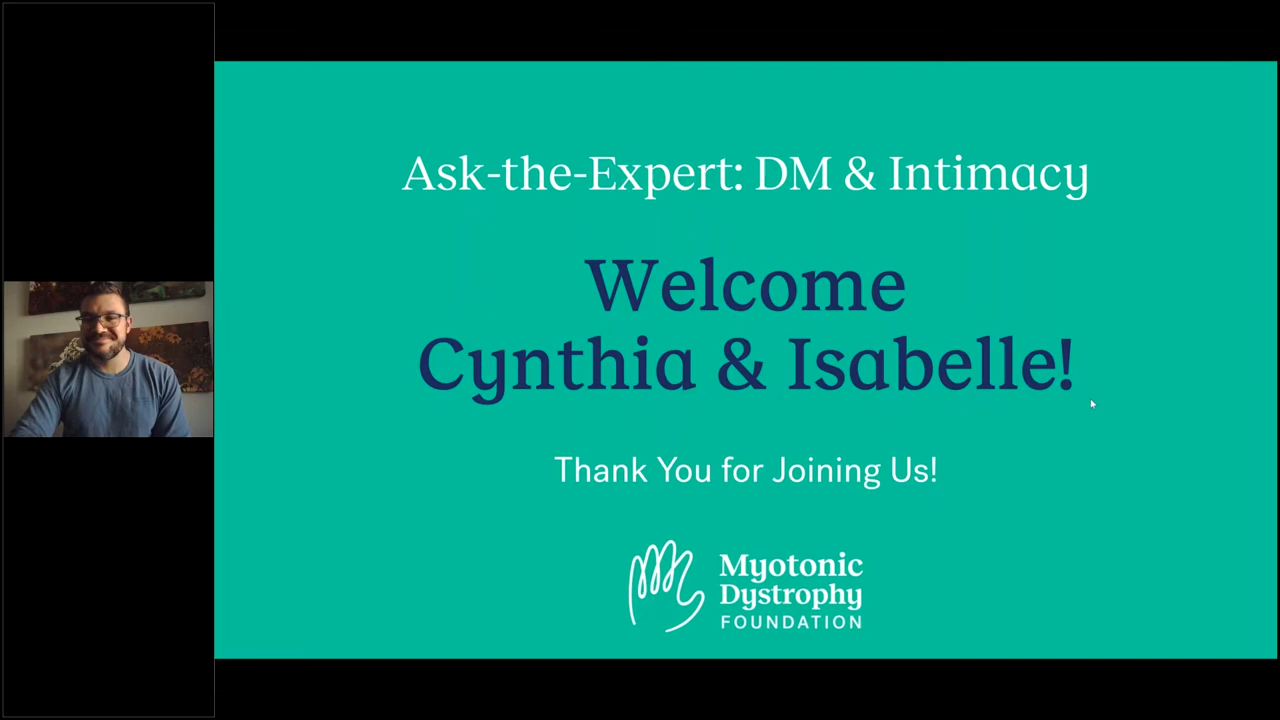 Ask-the-Expert: DM & Intimacy
Welcome
Cynthia & Isabelle!
Thank You for Joining Us!
Myotonic
Dystrophy
FOUNDATION